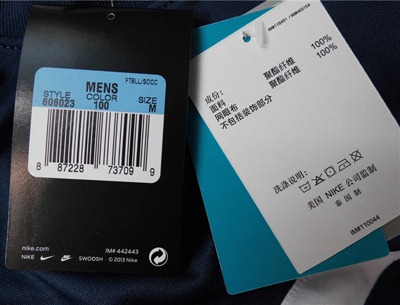 FTBLL/SOCC
MENS
STYLE COLOR SIZE
608023 100 M
8 87228 73709 9
nike.com
IM# 442443
NIKE SWOOSH © 2013 Nike
成份：
面料 聚酯纤维 100%
网眼布 聚酯纤维 100%
不包括装饰部分
洗涤说明：
美国 NIKE 公司监制
泰国 制
IM#110044